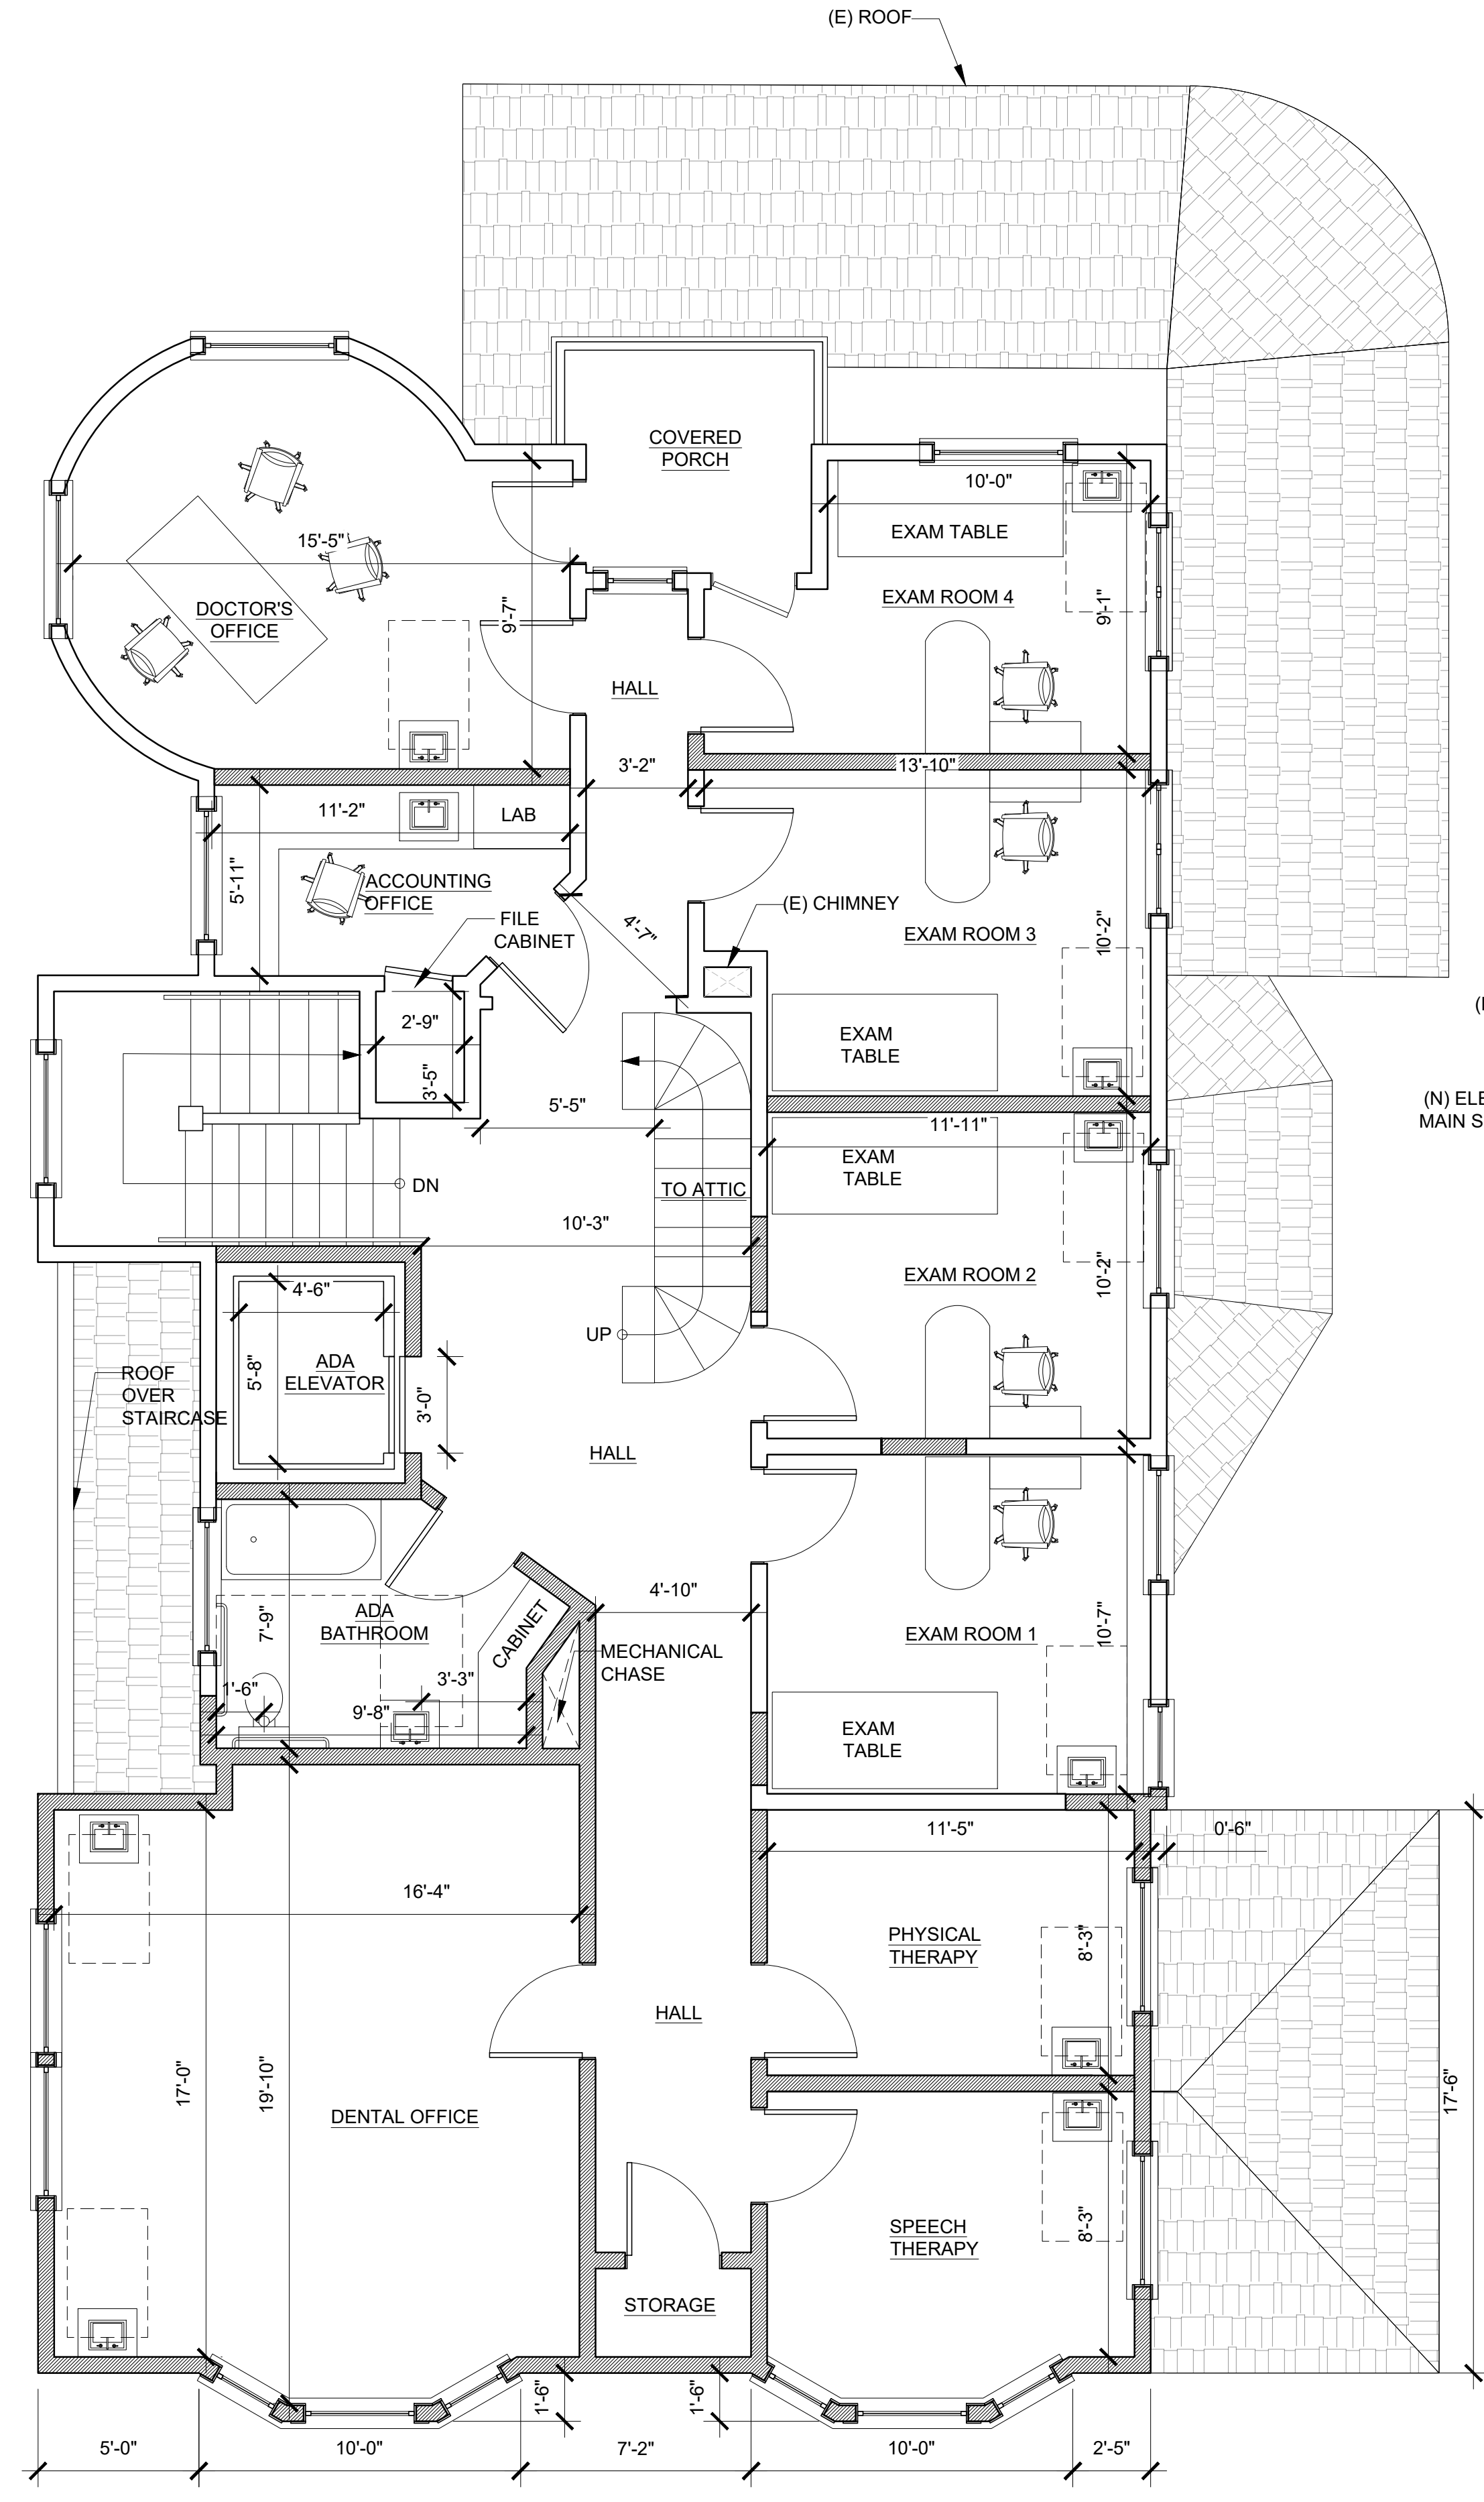 (E) ROOF
COVERED
PORCH
10'-0"
EXAM TABLE
15'-5"
EXAM ROOM 4
9'-1"
DOCTOR'S
OFFICE
9'-7"
HALL
3'-2"
13'-10"
11'-2"
LAB
5'-11"
ACCOUNTING
OFFICE
FILE
CABINET
4'-7"
(E) CHIMNEY
EXAM ROOM 3
10'-2"
2'-9"
3'-5"
EXAM
TABLE
5'-5"
11'-11"
(N) ELE
MAIN S
EXAM
TABLE
DN
TO ATTIC
10'-3"
EXAM ROOM 2
10'-2"
4'-6"
5'-8"
ADA
ELEVATOR
UP
3'-0"
ROOF
OVER
STAIRCASE
HALL
4'-10"
ADA
BATHROOM
7'-9"
CABINET
EXAM ROOM 1
10'-7"
MECHANICAL
CHASE
3'-3"
1'-6"
9'-8"
EXAM
TABLE
11'-5"
0'-6"
16'-4"
PHYSICAL
THERAPY
8'-3"
HALL
17'-0"
19'-10"
DENTAL OFFICE
17'-6"
SPEECH
THERAPY
8'-3"
STORAGE
1'-6"
1'-6"
5'-0"
10'-0"
7'-2"
10'-0"
2'-5"